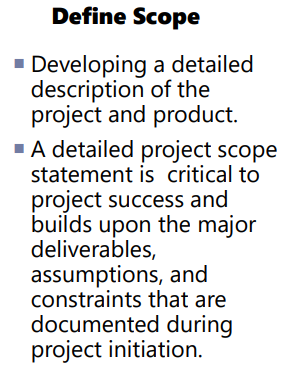 Define Scope
▪ Developing a detailed
description of the
project and product.
▪ A detailed project scope
statement is  critical to
project success and
builds upon the major
deliverables,
assumptions, and
constraints that are
documented during
project initiation.